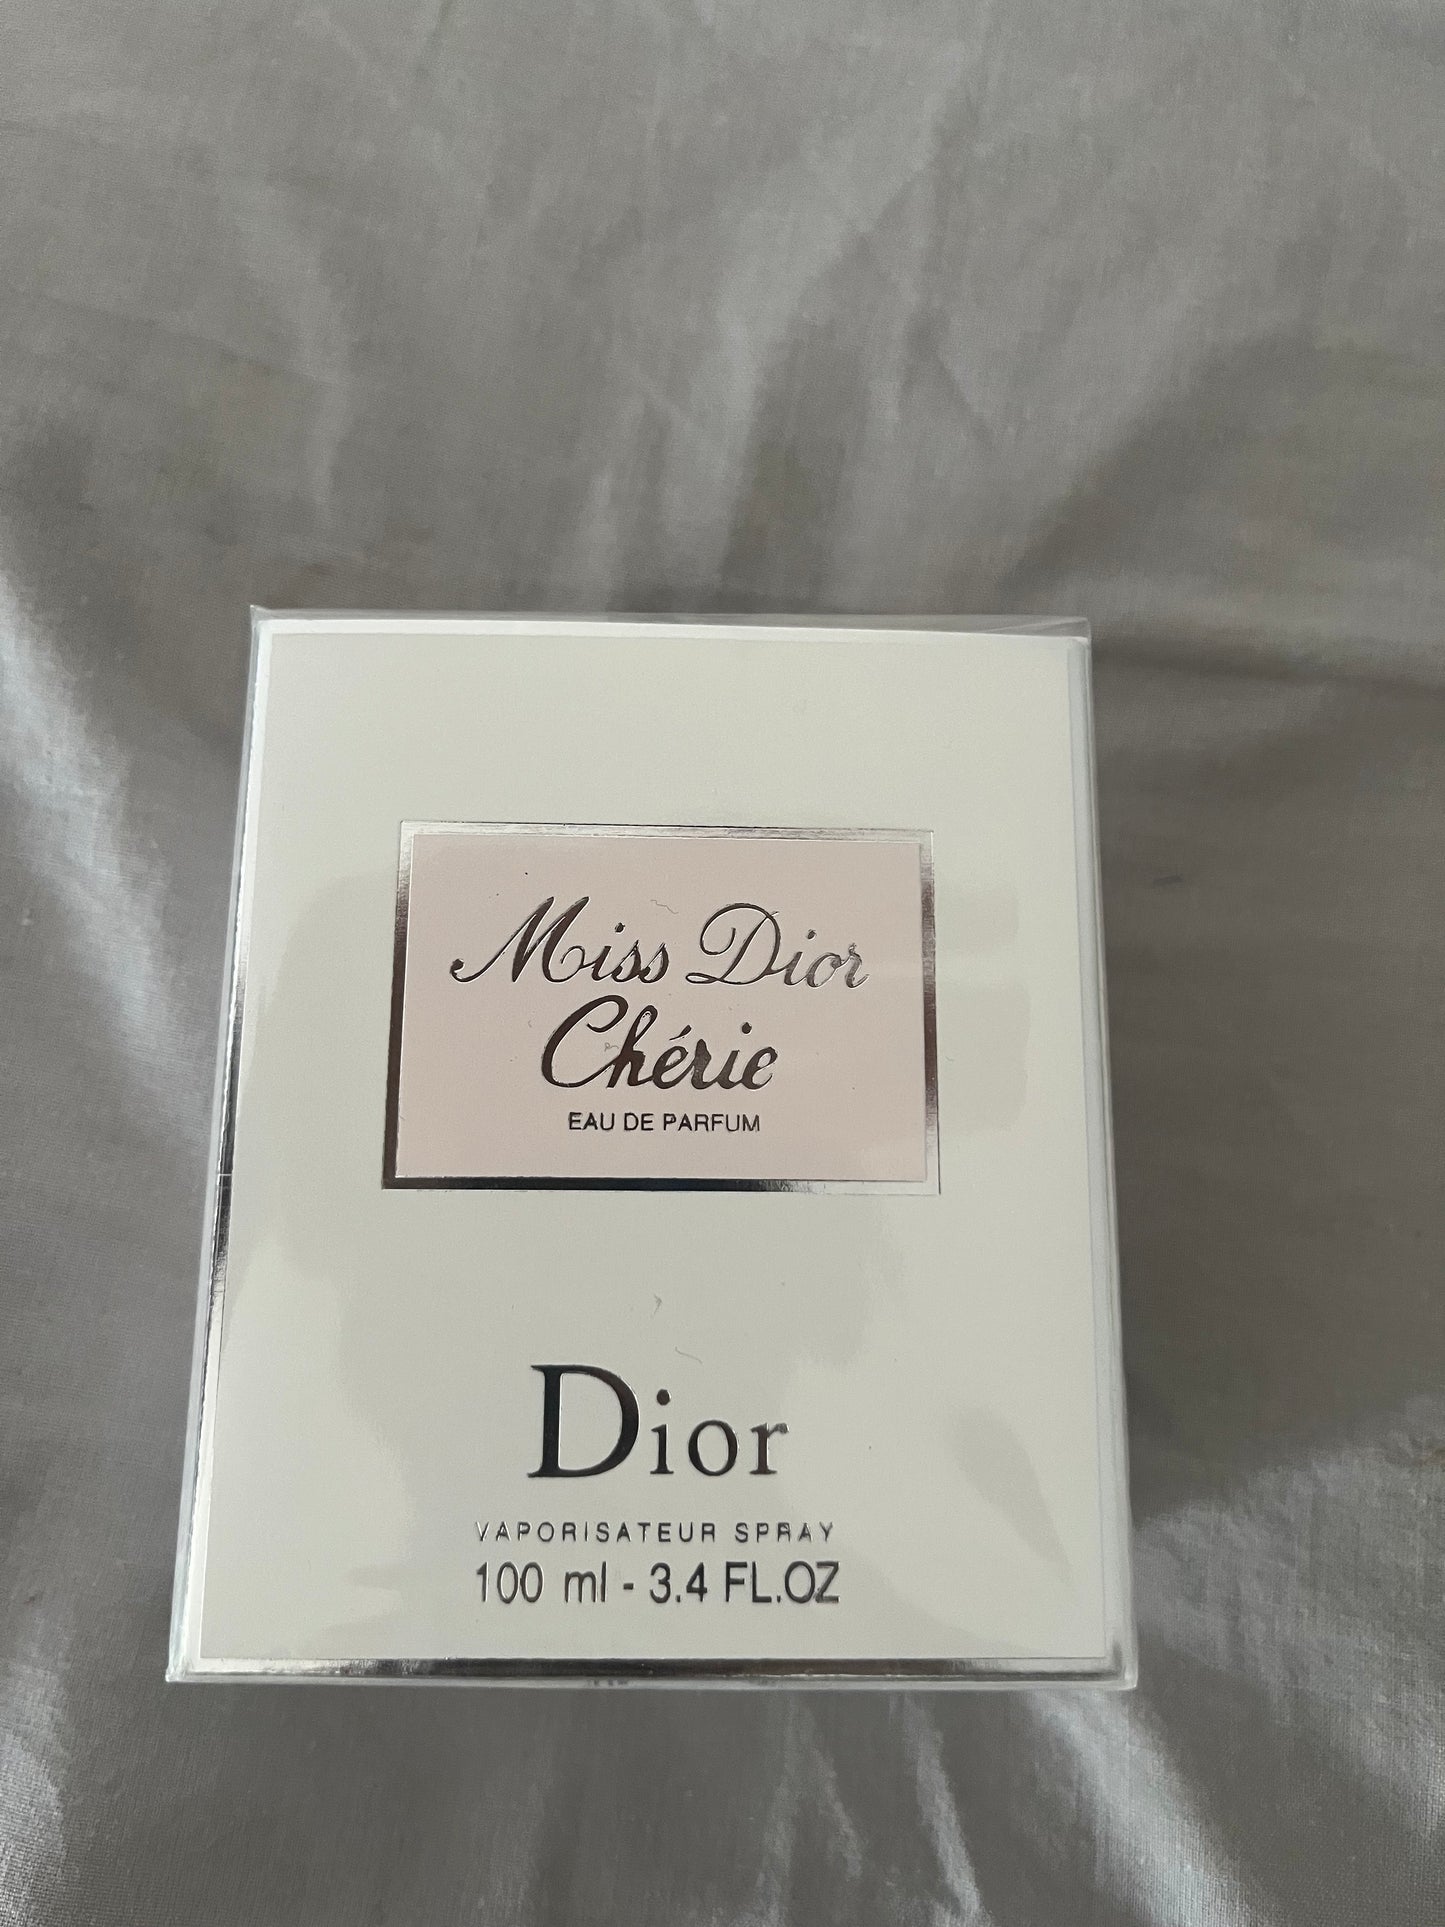 Miss Dior
Chérie
EAU DE PARFUM
Dior
VAPORISATEUR SPRAY
100 ml - 3.4 FL.OZ